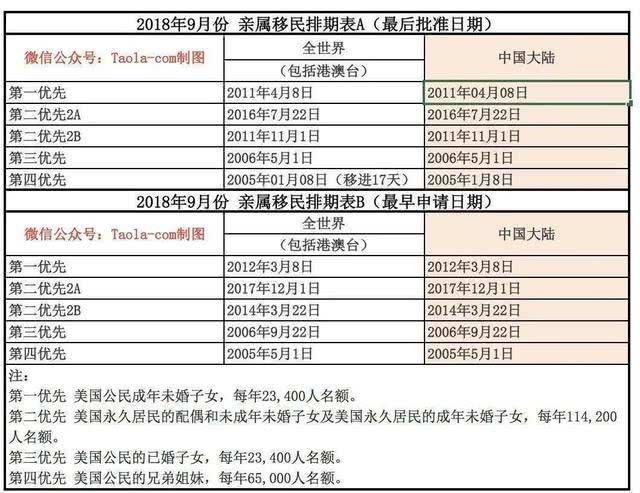 2018年9月份 亲属移民排期表A（最后批准日期）
微信公众号：Taola-com制图 全世界（包括港澳台） 中国大陆
第一优先 2011年4月8日 2011年04月08日
第二优先2A 2016年7月22日 2016年7月22日
第二优先2B 2011年11月1日 2011年11月1日
第三优先 2006年5月1日 2006年5月1日
第四优先 2005年01月08日（移进17天） 2005年1月8日
2018年9月份 亲属移民排期表B（最早申请日期）
微信公众号：Taola-com制图 全世界（包括港澳台） 中国大陆
第一优先 2012年3月8日 2012年3月8日
第二优先2A 2017年12月1日 2017年12月1日
第二优先2B 2014年3月22日 2014年3月22日
第三优先 2006年9月22日 2006年9月22日
第四优先 2005年5月1日 2005年5月1日
注：
第一优先 美国公民成年未婚子女，每年23,400人名额。
第二优先 美国永久居民的配偶和未成年未婚子女及美国永久居民的成年未婚子女，每年114,200
人名额。
第三优先 美国公民的已婚子女，每年23,400人名额。
第四优先 美国公民的兄弟姐妹，每年65,000人名额。